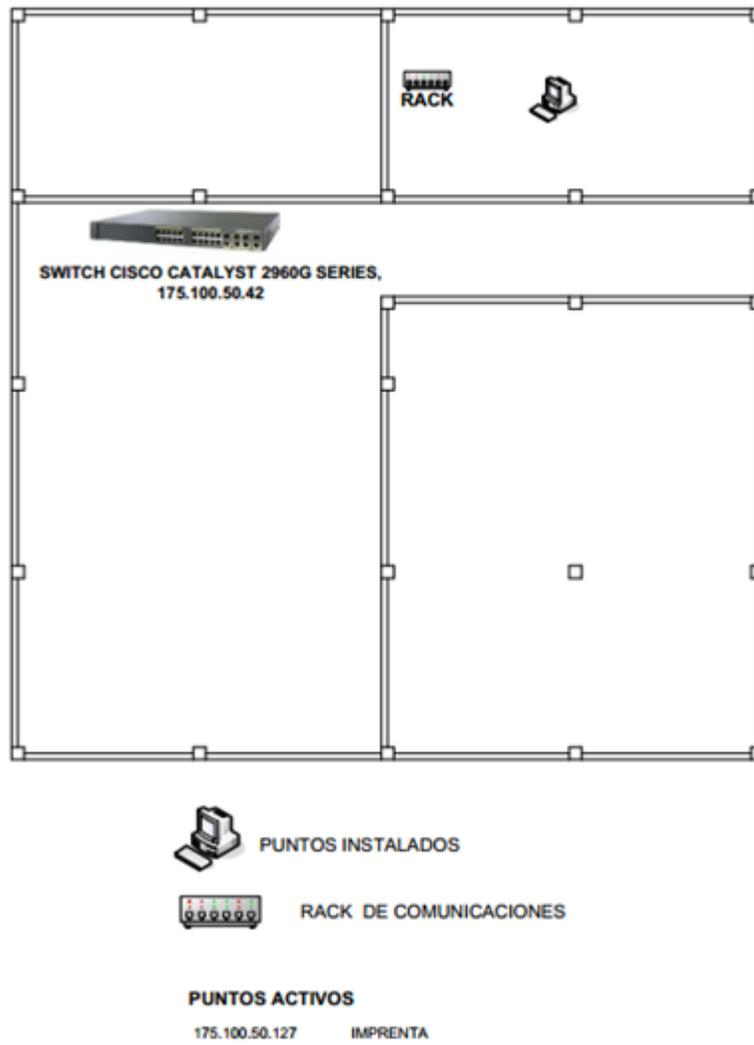 RACK
SWITCH CISCO CATALYST 2960G SERIES,
175.100.50.42
PUNTOS INSTALADOS
RACK DE COMUNICACIONES
PUNTOS ACTIVOS
175.100.50.127 IMPRENTA